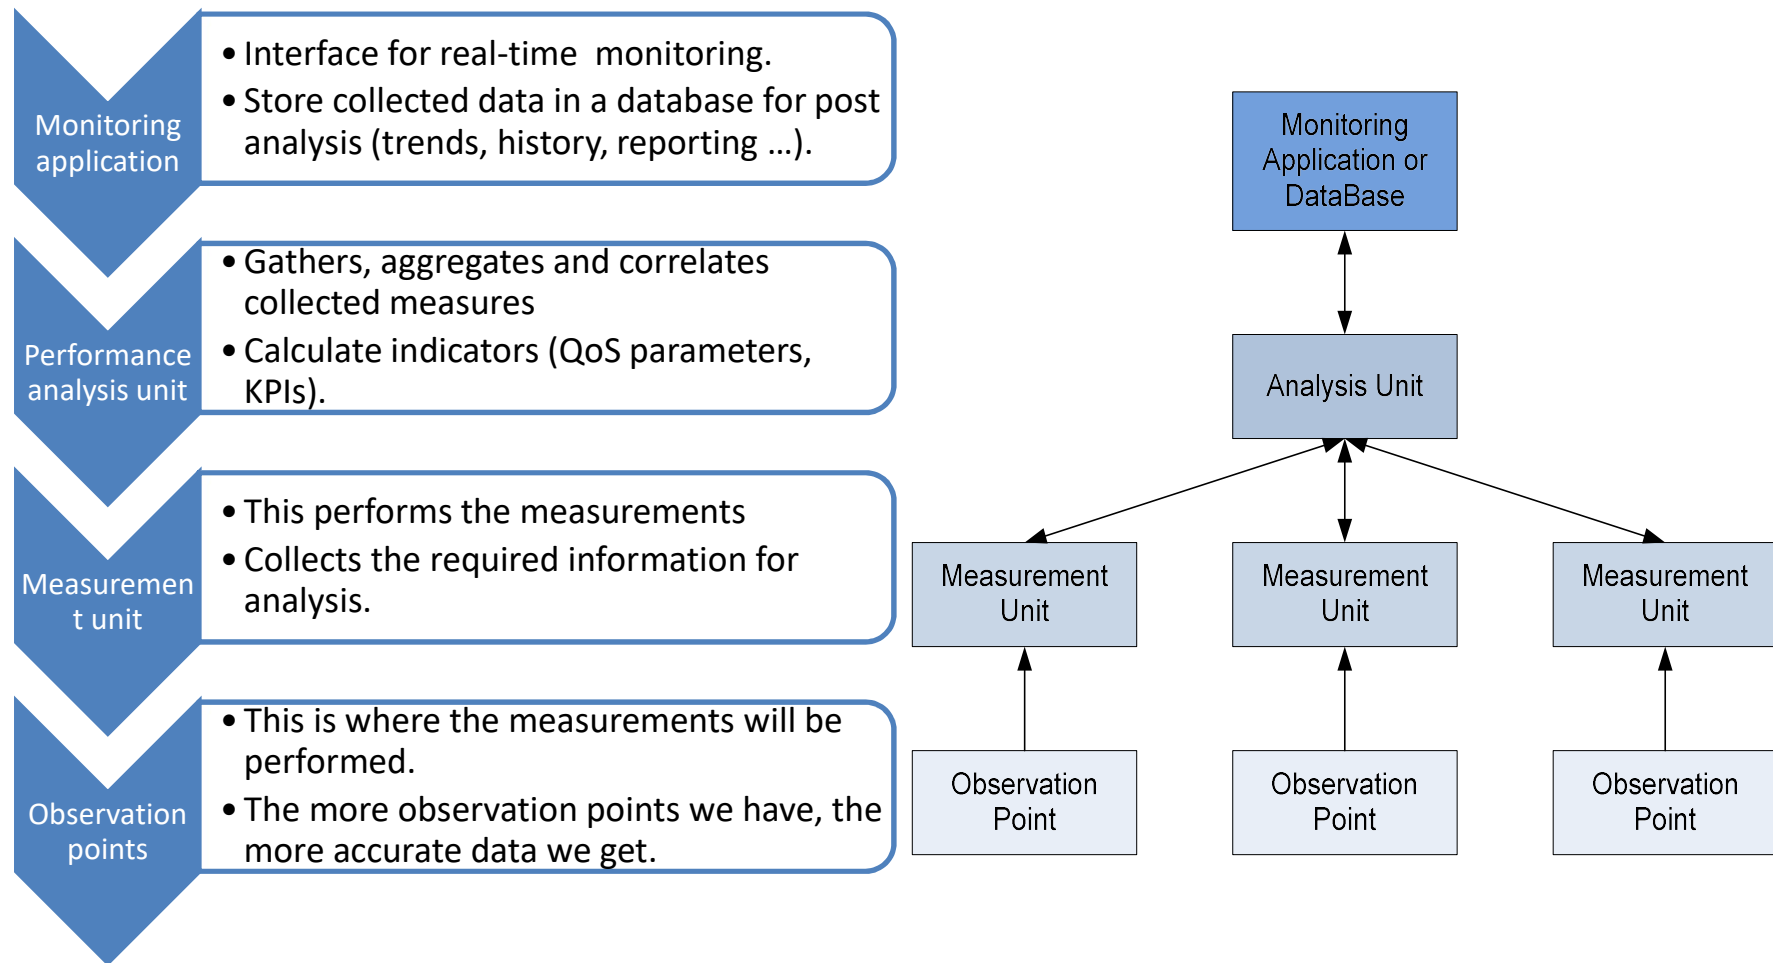 Monitoring
application
• Interface for real-time  monitoring.
• Store collected data in a database for post
analysis (trends, history, reporting ...).
Performance
analysis unit
• Gathers, aggregates and correlates
collected measures
• Calculate indicators (QoS parameters,
KPIs).
Measuremen
t unit
• This performs the measurements
• Collects the required information for
analysis.
Observation
points
• This is where the measurements will be
performed.
• The more observation points we have, the
more accurate data we get.
Monitoring
Application or
DataBase
Analysis Unit
Measurement
Unit
Measurement
Unit
Measurement
Unit
Observation
Point
Observation
Point
Observation
Point